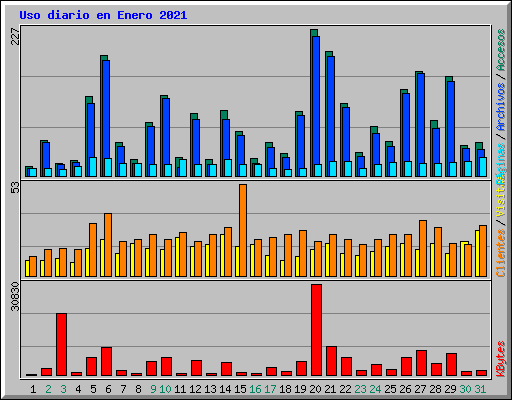 Uso diario en Enero 2021
227
53
30830
Accesos
/ Archivos /
Clientes / Visitas
KBytes
1 2 3 4 5 6 7 8 9 10 11 12 13 14 15 16 17 18 19 20 21 22 23 24 25 26 27 28 29 30 31